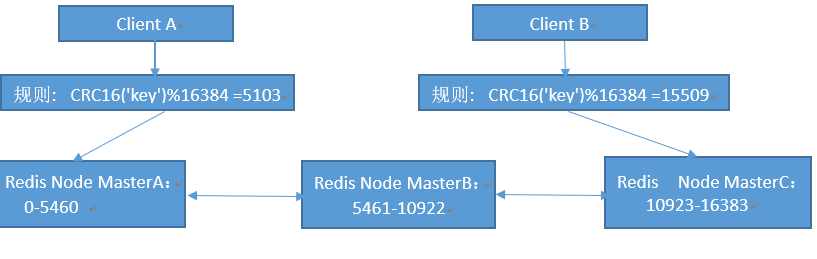 Client A
Client B
规则： CRC16('key')%16384 =5103
规则： CRC16('key')%16384 =15509
Redis Node MasterA：
0-5460
Redis Node MasterB：
5461-10922
Redis Node MasterC：
10923-16383